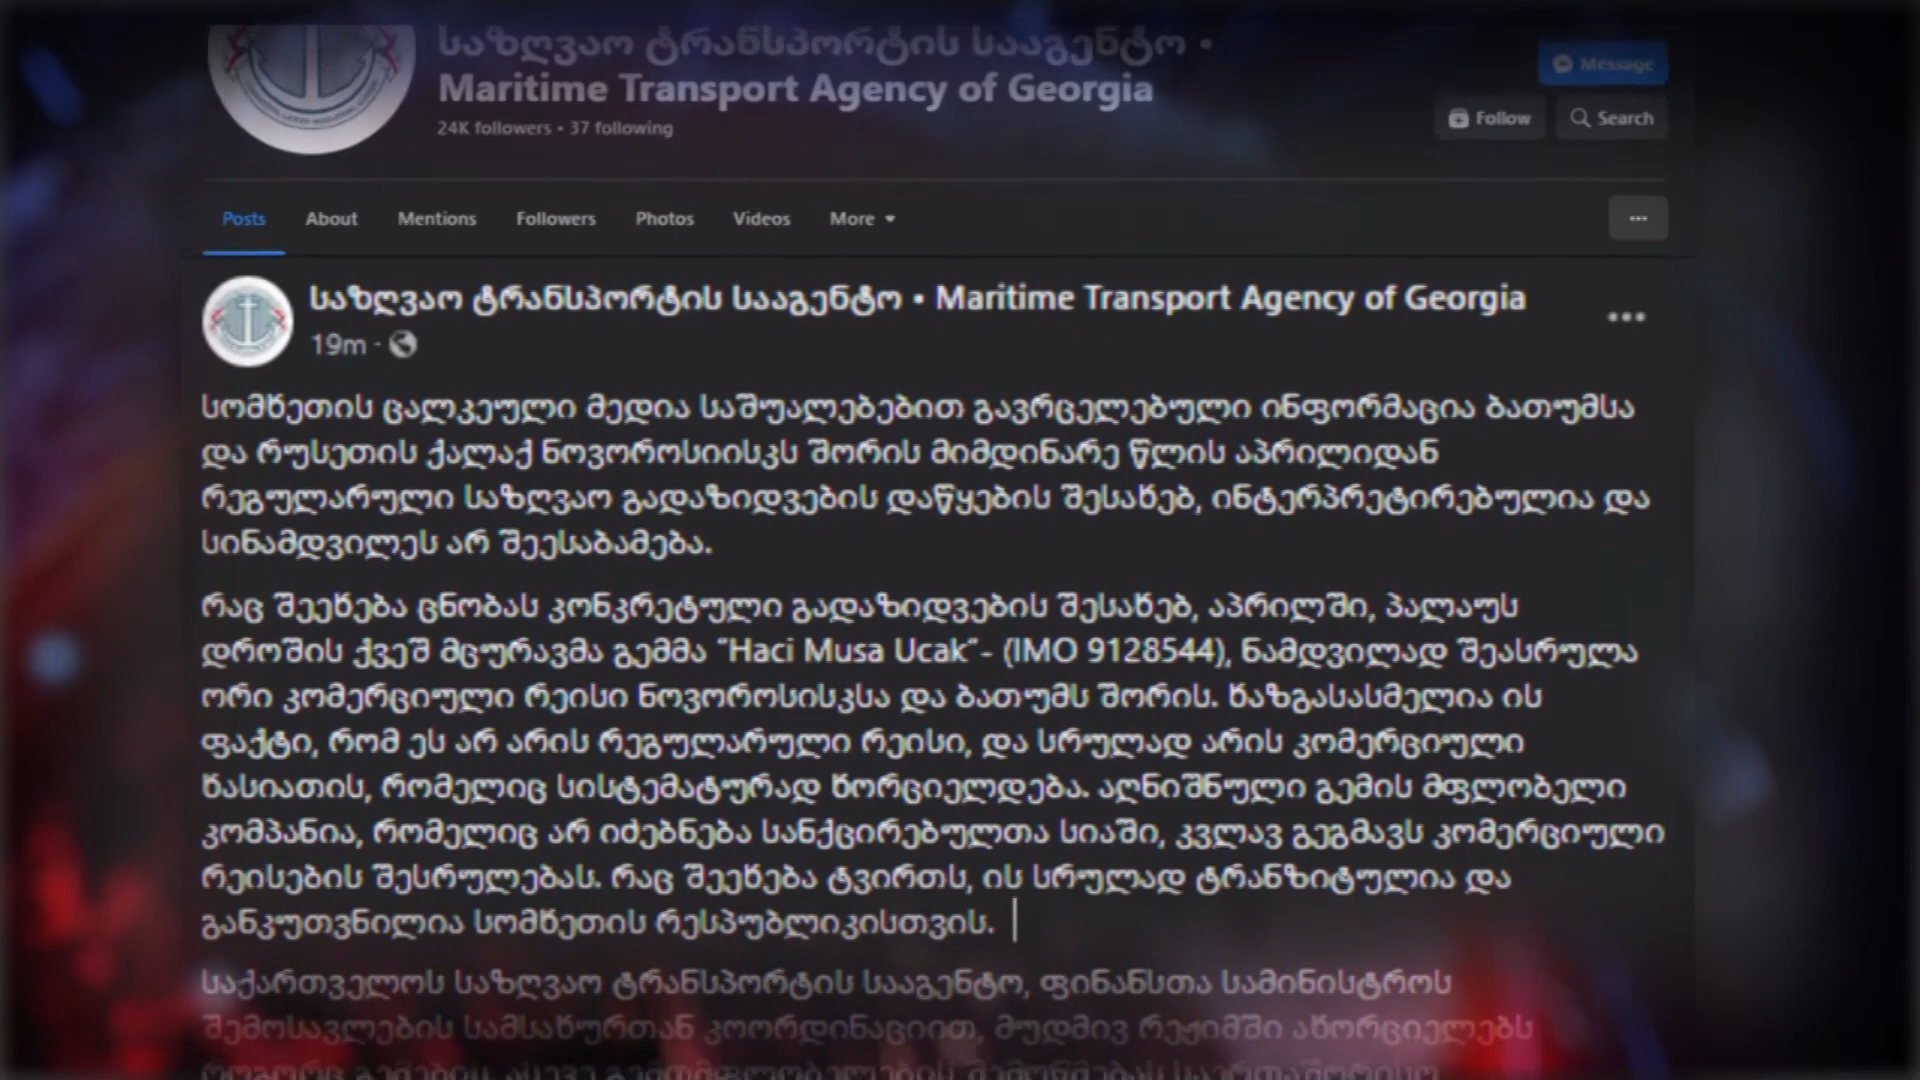 საზღვაო ტრანსპორტის სააგენტო •
Maritime Transport Agency of Georgia
24K followers • 37 following
Message
Follow
Search
Posts
About
Mentions
Followers
Photos
Videos
More
საზღვაო ტრანსპორტის სააგენტო • Maritime Transport Agency of Georgia
19m ·
სომხეთის ცალკეული მედია საშუალებებით გავრცელებული ინფორმაცია ბათუმსა
და რუსეთის ქალაქ ნოვოროსიისკს შორის მიმდინარე წლის აპრილიდან
რეგულარული საზღვაო გადაზიდვების დაწყების შესახებ, ინტერპრეტირებულია და
სინამდვილეს არ შეესაბამება.
რაც შეეხება ცნობას კონკრეტული გადაზიდვების შესახებ, აპრილში, პალაუს
დროშის ქვეშ მცურავმა გემმა "Haci Musa Ucak"- (IMO 9128544), ნამდვილად შეასრულა
ორი კომერციული რეისი ნოვოროსისკსა და ბათუმს შორის. ხაზგასასმელია ის
ფაქტი, რომ ეს არ არის რეგულარული რეისი, და სრულად არის კომერციული
ხასიათის, რომელიც სისტემატურად ხორციელდება. აღნიშნული გემის მფლობელი
კომპანია, რომელიც არ იძებნება სანქცირებულთა სიაში, კვლავ გეგმავს კომერციული
რეისების შესრულებას. რაც შეეხება ტვირთს, ის სრულად ტრანზიტულია და
განკუთვნილია სომხეთის რესპუბლიკისთვის.
საქართველოს საზღვაო ტრანსპორტის სააგენტო, ფინანსთა სამინისტროს
შემოსავლების სამსახურთან კოორდინაციით, მუდმივ რეჟიმში ახორციელებს
როგორც გემების, ასევე გემთმფლობელების შემოწმებას საერთაშორისო